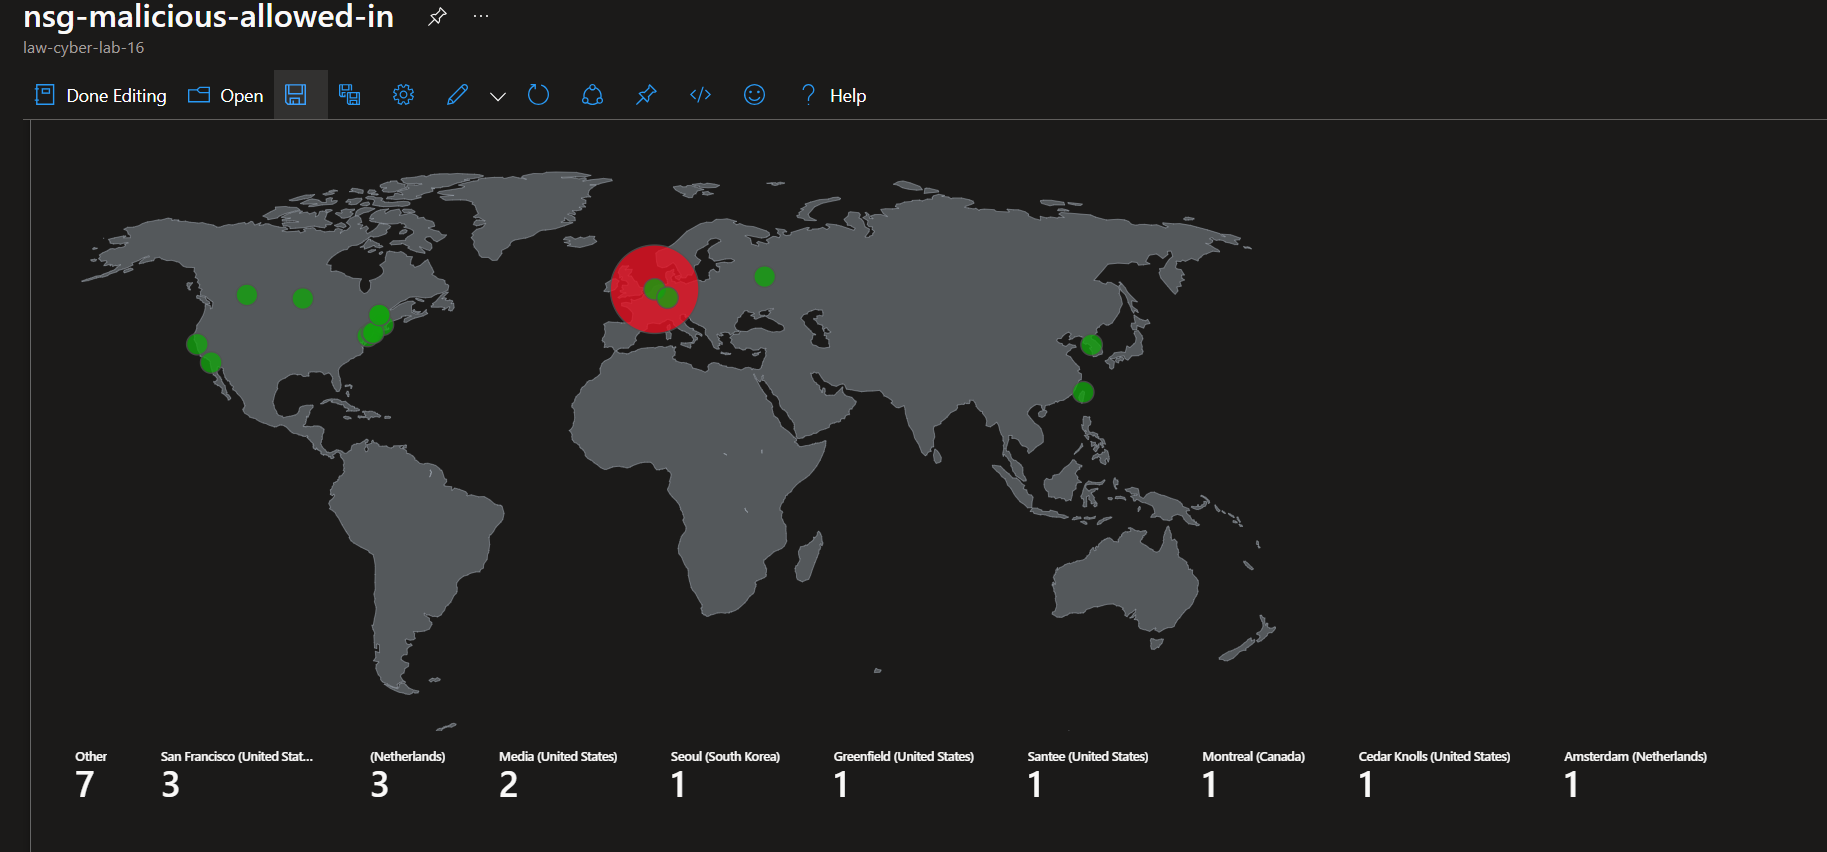 nsg-malicious-allowed-in
law-cyber-lab-16
Done Editing Open Help
Other San Francisco (United Stat... (Netherlands) Media (United States) Seoul (South Korea) Greenfield (United States) Santee (United States) Montreal (Canada) Cedar Knolls (United States) Amsterdam (Netherlands)
7 3 3 2 1 1 1 1 1 1